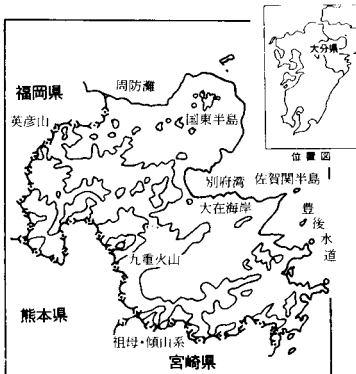 大分県
位置図
周防灘
福岡県
英彦山
国東半島
別府湾
佐賀関半島
大在海岸
豊後水道
九重火山
熊本県
祖母・傾山系
宮崎県